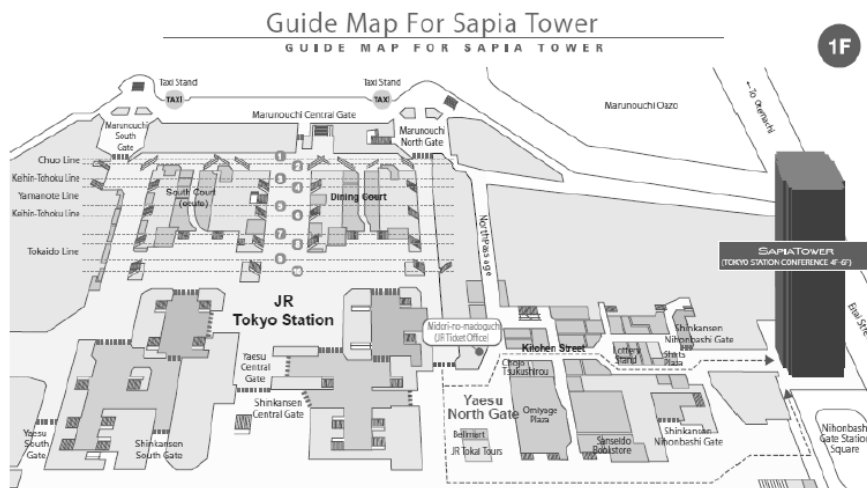 Guide Map For Sapia Tower
GUIDE MAP FOR SAPIA TOWER
1F
Taxi Stand
TAXI
Taxi Stand
TAXI
Marunouchi Oazo
←To Otemachi
Marunouchi Central Gate
Marunouchi
South
Gate
Marunouchi
North Gate
Chuo Line
Keihin-Tohoku Line
Yamanote Line
Keihin-Tohoku Line
Tokaido Line
1
2
3
4
5
6
7
8
9
10
South Court
(ecute)
Dining Court
North Passage
SAPIATOWER
(TOKYO STATION CONFERENCE 4F-6F)
JR
Tokyo Station
Midori-no-madoguchi
(JR Ticket Office)
Kitchen Street
Lottery
Stand
Shinkansen
Nihonbashi Gate
Yaesu
Central
Gate
Shinkansen
Central Gate
Tsukushirou
Yaesu
North Gate
Omiyage
Plaza
Bellmart
JR Tokai Tours
Sanseido
Bookstore
Shinkansen
Nihonbashi Gate
Yaesu
South
Gate
Shinkansen
South Gate
Nihonbash
Gate Station
Square